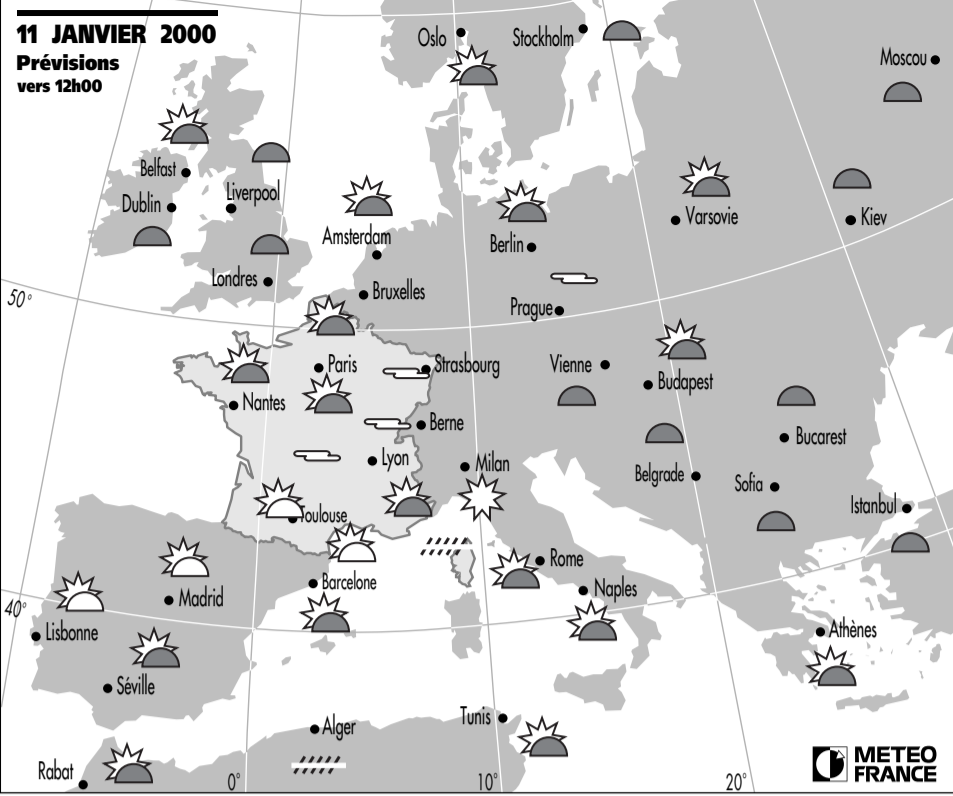 11 JANVIER 2000
Prévisions
vers 12h00
Oslo
Stockholm
Moscou
Belfast
Dublin
Liverpool
Amsterdam
Berlin
Varsovie
Kiev
Londres
Bruxelles
Prague
50°
Paris
Strasbourg
Vienne
Budapest
Nantes
Berne
Bucarest
Lyon
Milan
Belgrade
Sofia
Istanbul
Toulouse
Rome
Barcelone
Naples
Madrid
40°
Lisbonne
Athènes
Séville
Alger
Tunis
Rabat
0°
10°
20°
METEO
FRANCE